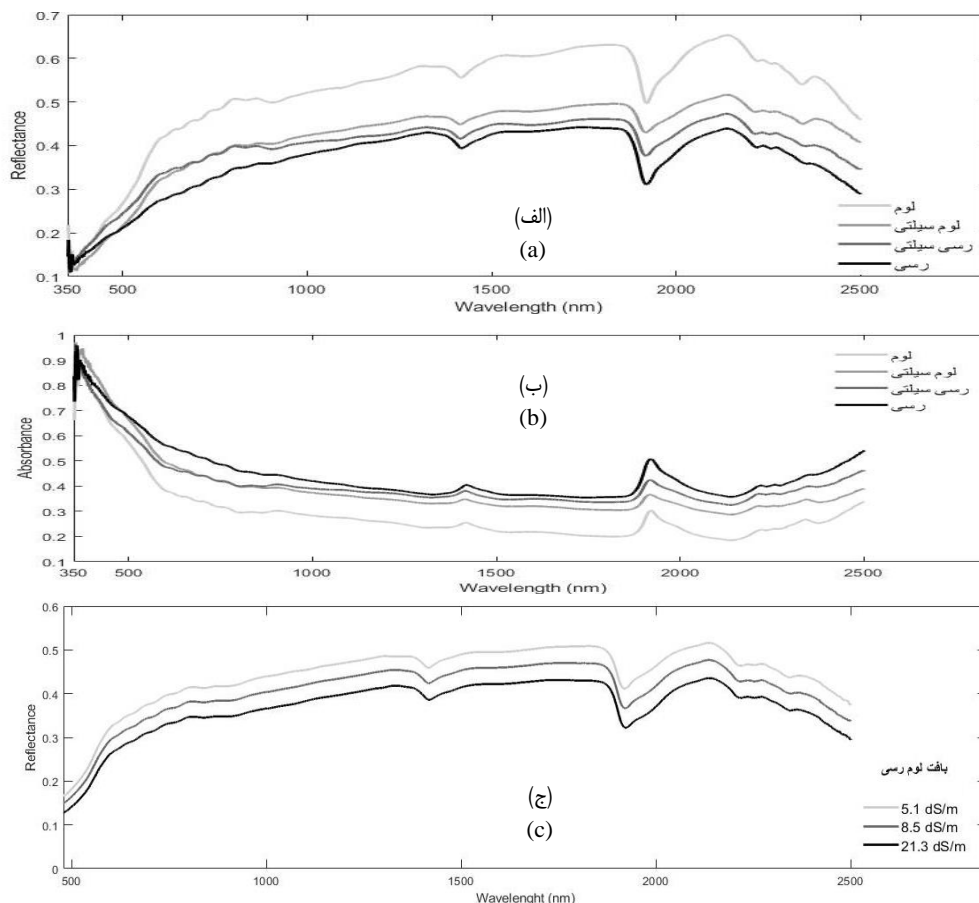 0.7
0.6
0.5
0.4
0.3
0.2
0.1
Reflectance
(الف)
(a)
لوم
لوم سیلتی
رسی سیلتی
رسی
350
500
1000
1500
2000
2500
Wavelength (nm)
1
0.9
0.8
0.7
0.6
0.5
0.4
0.3
0.2
0.1
Absorbance
(ب)
(b)
لوم
لوم سیلتی
رسی سیلتی
رسی
350
500
1000
1500
2000
2500
Wavelength (nm)
0.6
0.5
0.4
0.3
0.2
0.1
0
Reflectance
(ج)
(c)
بافت لوم رسی
5.1 dS/m
8.5 dS/m
21.3 dS/m
500
1000
1500
2000
2500
Wavelenght (nm)